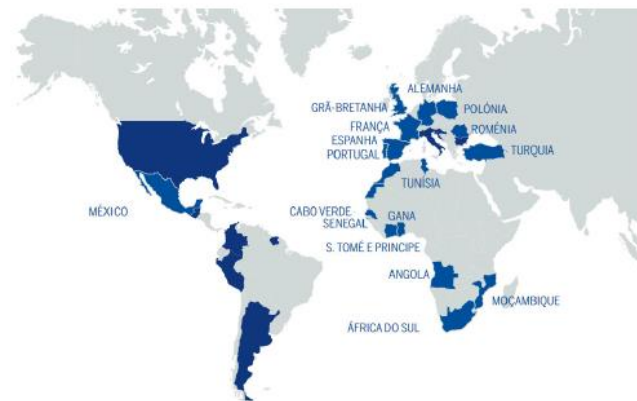 ALEMANHA
GRÃ-BRETANHA
POLÓNIA
FRANÇA
ROMÉNIA
ESPANHA
PORTUGAL
TURQUIA
TUNÍSIA
MÉXICO
CABO VERDE
GANA
SENEGAL
S. TOMÉ E PRINCIPE
ANGOLA
MOÇAMBIQUE
ÁFRICA DO SUL